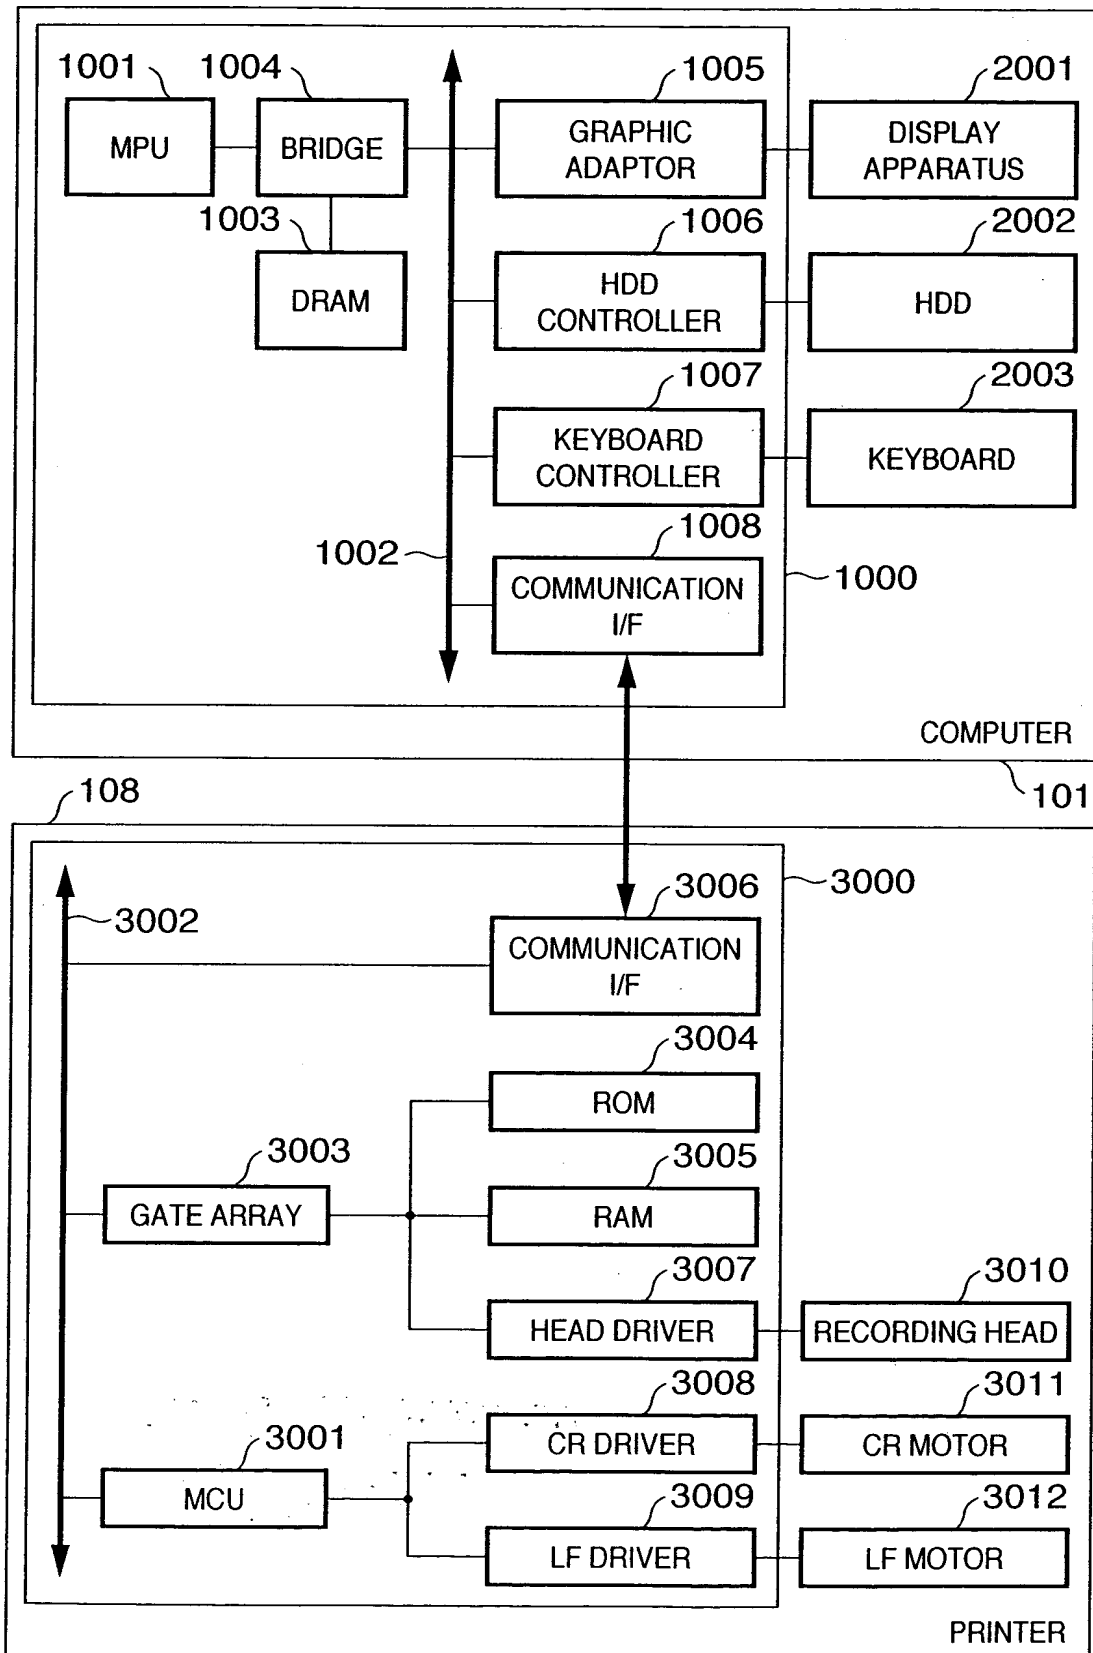 1001
1004
1005
2001
MPU
BRIDGE
GRAPHIC
ADAPTOR
DISPLAY
APPARATUS
1003
1006
2002
DRAM
HDD
CONTROLLER
HDD
1007
2003
KEYBOARD
CONTROLLER
KEYBOARD
1002
1008
1000
COMMUNICATION
I/F
COMPUTER
101
108
3000
3002
3006
COMMUNICATION
I/F
3004
ROM
3003
3005
GATE ARRAY
RAM
3007
3010
HEAD DRIVER
RECORDING HEAD
3008
3011
3001
CR DRIVER
CR MOTOR
MCU
3009
3012
LF DRIVER
LF MOTOR
PRINTER